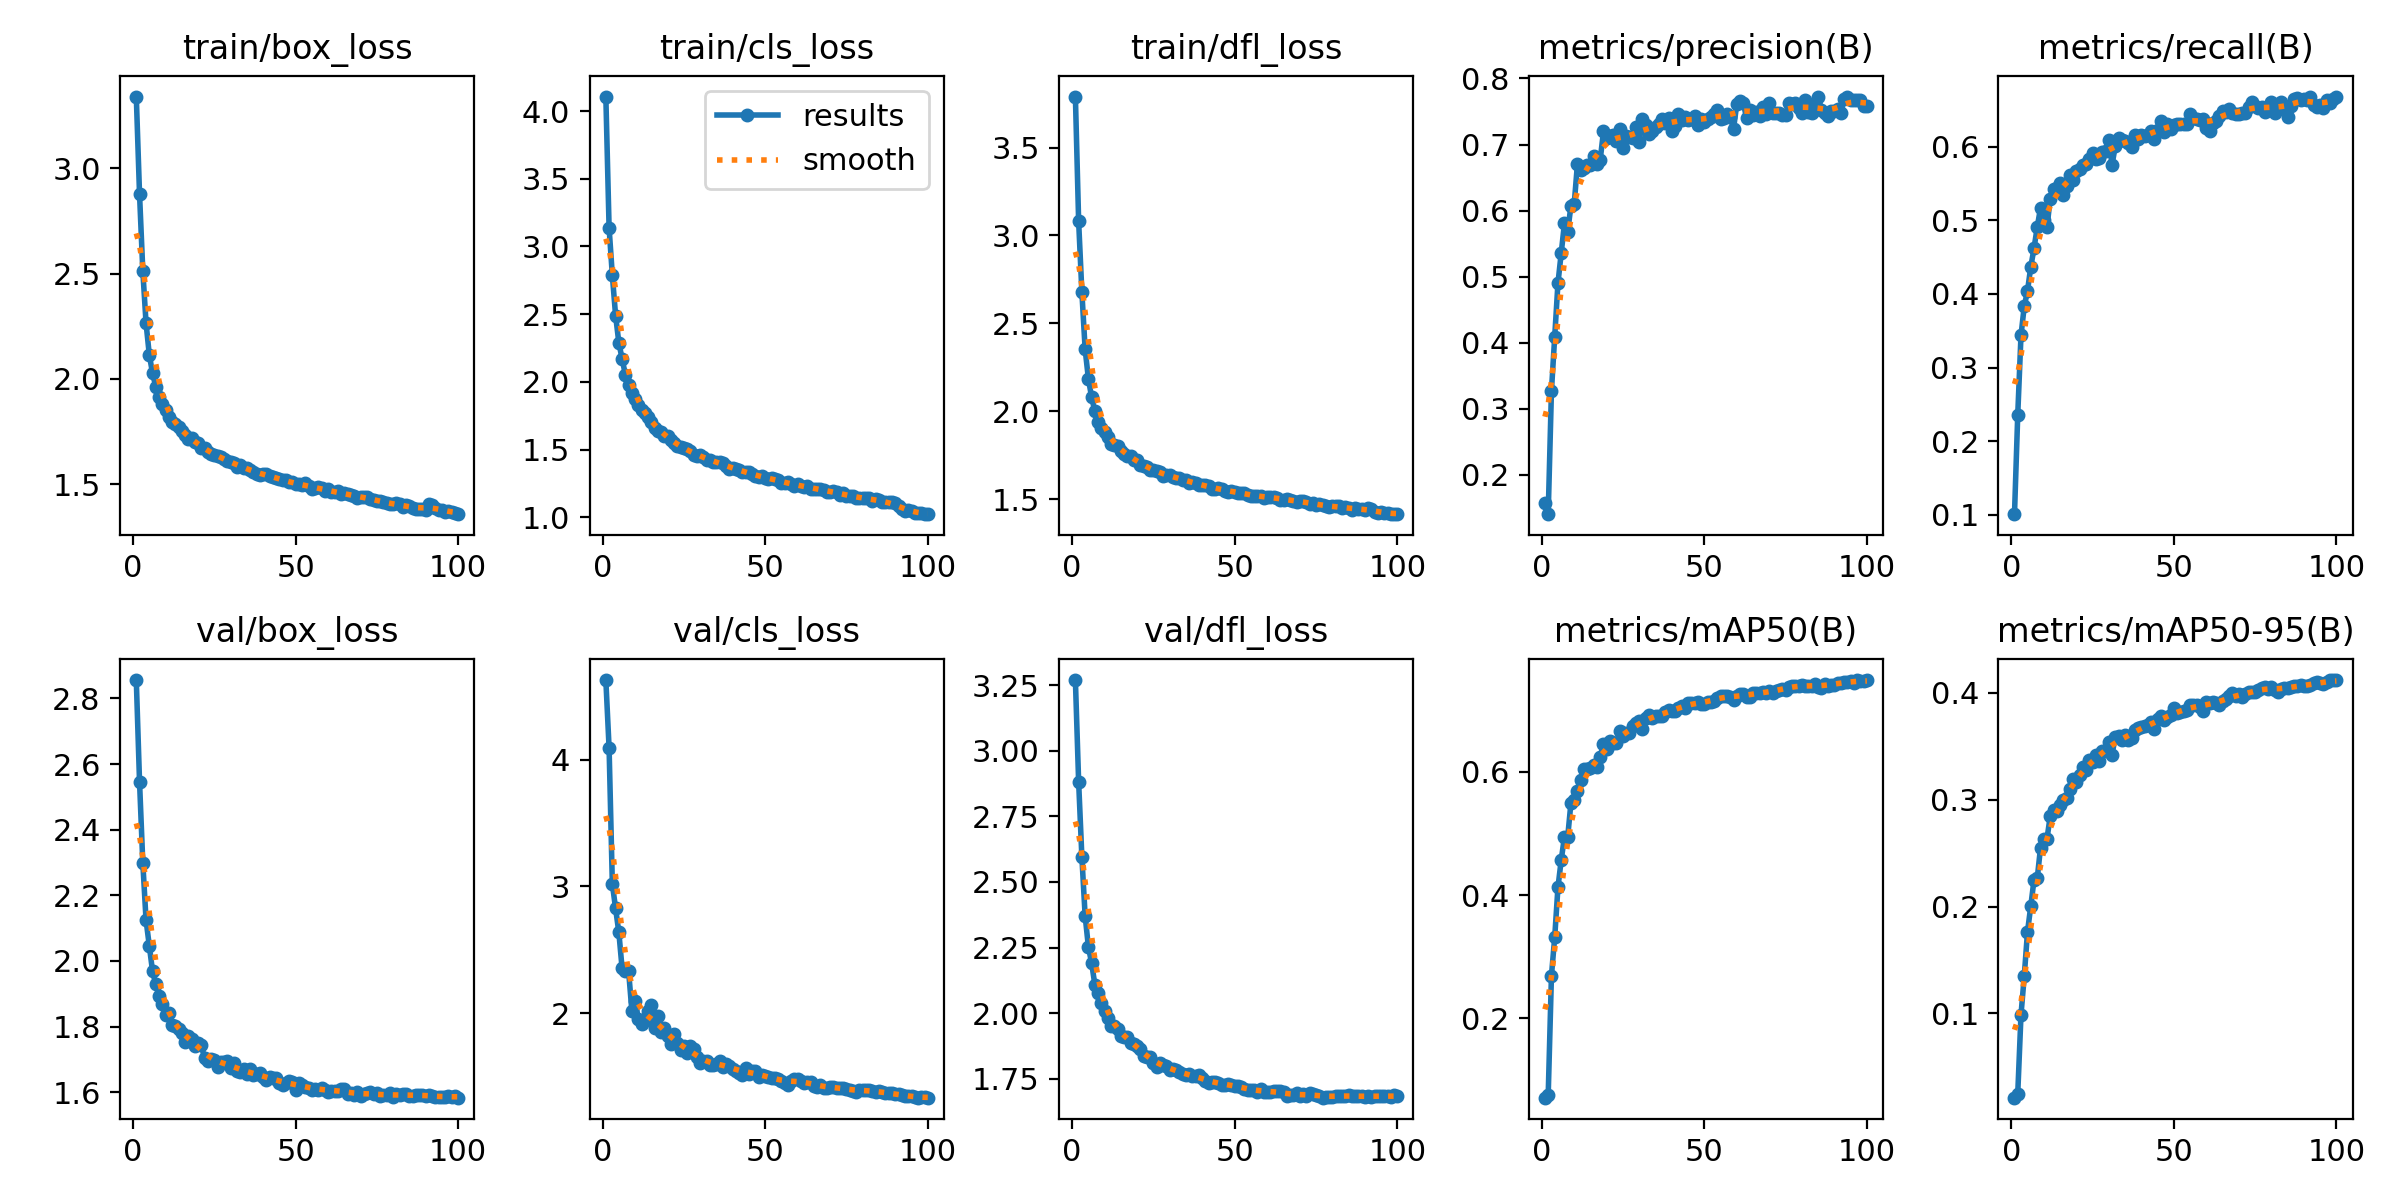 train/box_loss
3.0
2.5
2.0
1.5
0 50 100
train/cls_loss
results
smooth
4.0
3.5
3.0
2.5
2.0
1.5
1.0
0 50 100
train/dfl_loss
3.5
3.0
2.5
2.0
1.5
0 50 100
metrics/precision(B)
0.8
0.7
0.6
0.5
0.4
0.3
0.2
0 50 100
metrics/recall(B)
0.6
0.5
0.4
0.3
0.2
0.1
0 50 100
val/box_loss
2.8
2.6
2.4
2.2
2.0
1.8
1.6
0 50 100
val/cls_loss
4
3
2
0 50 100
val/dfl_loss
3.25
3.00
2.75
2.50
2.25
2.00
1.75
0 50 100
metrics/mAP50(B)
0.6
0.4
0.2
0 50 100
metrics/mAP50-95(B)
0.4
0.3
0.2
0.1
0 50 100